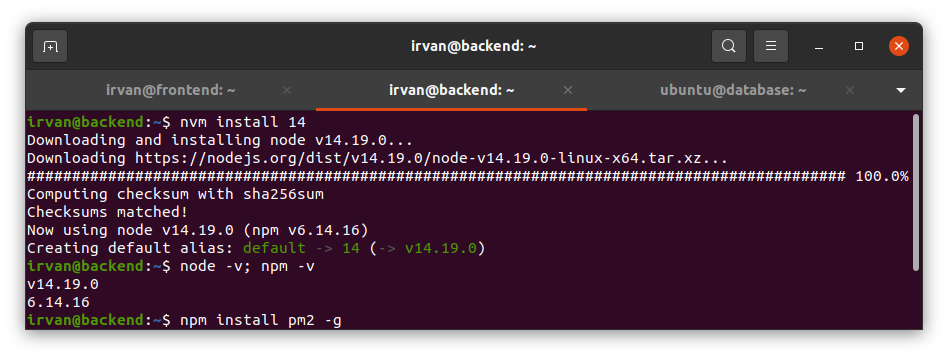 irvan@backend: ~
irvan@frontend: ~
irvan@backend: ~
ubuntu@database: ~
irvan@backend:~$ nvm install 14
Downloading and installing node v14.19.0...
Downloading https://nodejs.org/dist/v14.19.0/node-v14.19.0-linux-x64.tar.xz...
########################################################################################### 100.0%
Computing checksum with sha256sum
Checksums matched!
Now using node v14.19.0 (npm v6.14.16)
Creating default alias: default -> 14 (-> v14.19.0)
irvan@backend:~$ node -v; npm -v
v14.19.0
6.14.16
irvan@backend:~$ npm install pm2 -g